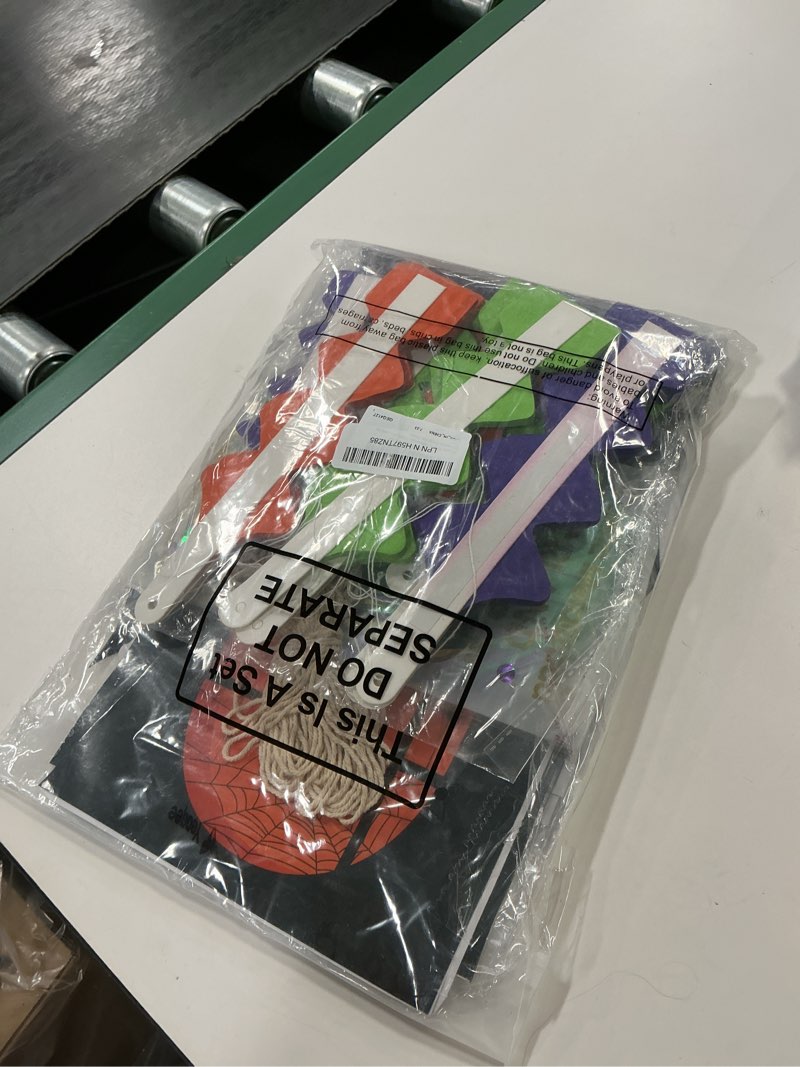 Warning:
To avoid danger of suffocation, keep this plastic bag away from
babies and children. Do not use this bag in cribs, beds, carriages
or playpens. This bag is not a toy.
LPN N H597TNZ85
This Is A Set
DO NOT
SEPARATE